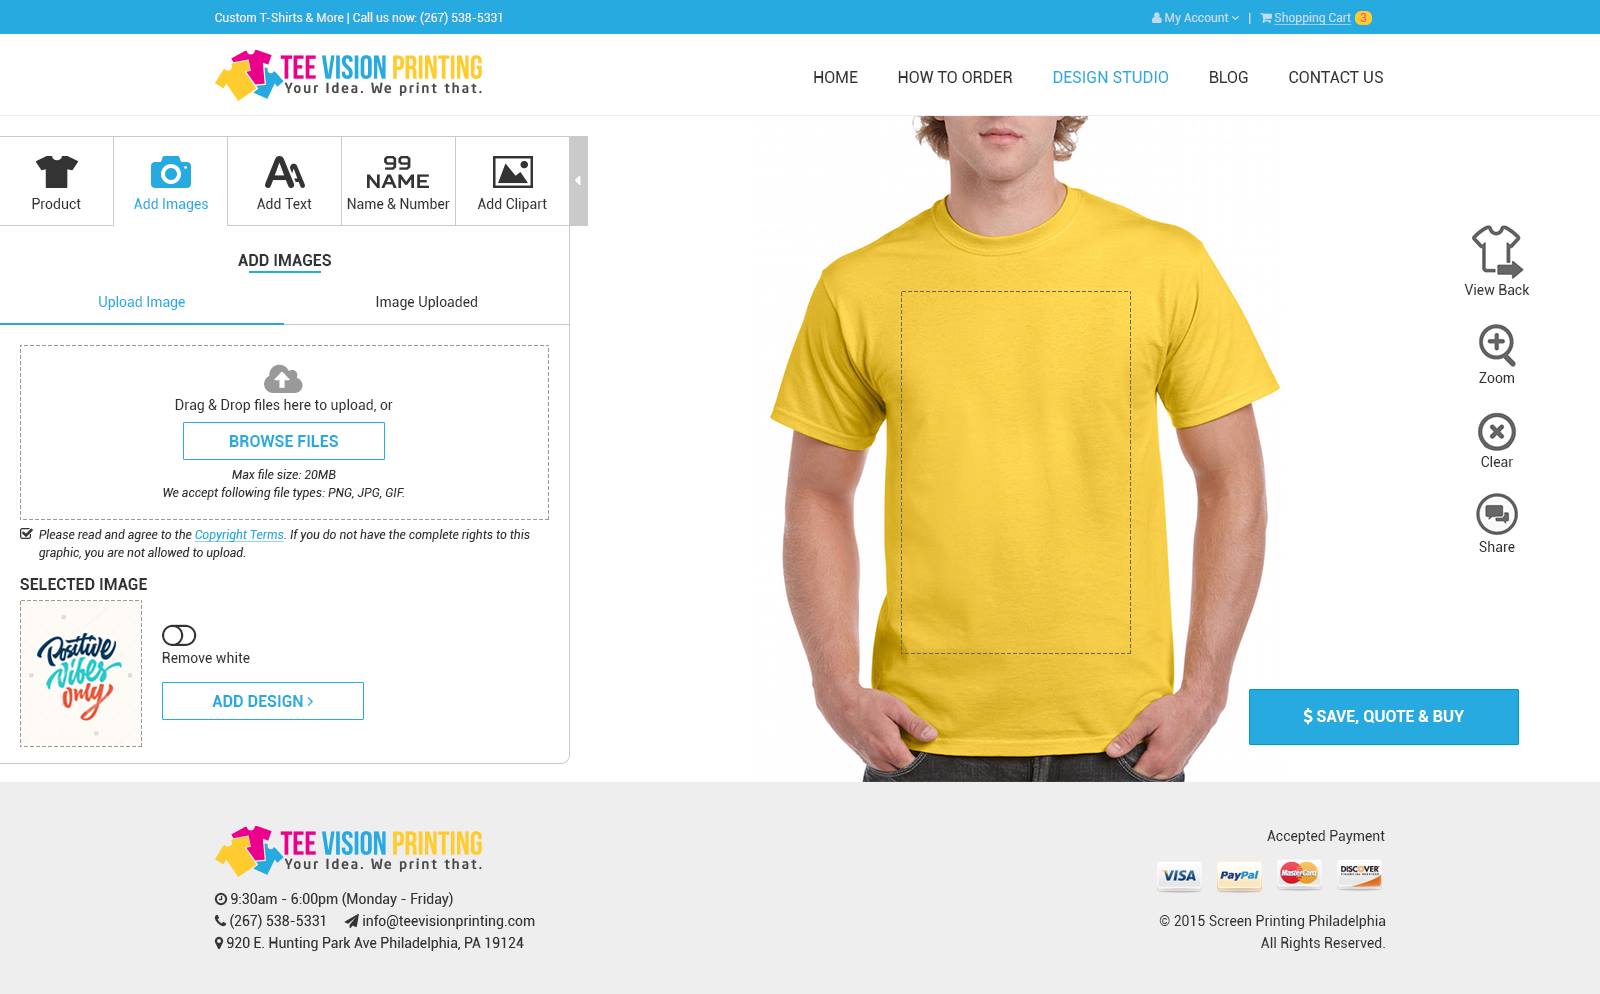 Custom T-Shirts & More | Call us now: (267) 538-5331
My Account | Shopping Cart 3
TEE VISION PRINTING
Your Idea. We print that.
HOME HOW TO ORDER DESIGN STUDIO BLOG CONTACT US
99
NAME
Product Add Images Add Text Name & Number Add Clipart
ADD IMAGES
Upload Image Image Uploaded
Drag & Drop files here to upload, or
BROWSE FILES
Max file size: 20MB
We accept following file types: PNG, JPG, GIF.
Please read and agree to the Copyright Terms. If you do not have the complete rights to this
graphic, you are not allowed to upload.
SELECTED IMAGE
Positive
vibes
only
Remove white
ADD DESIGN >
View Back
Zoom
Clear
Share
$ SAVE, QUOTE & BUY
TEE VISION PRINTING
Your Idea. We print that.
9:30am - 6:00pm (Monday - Friday)
(267) 538-5331 info@teevisionprinting.com
920 E. Hunting Park Ave Philadelphia, PA 19124
Accepted Payment
VISA PayPal MasterCard DISCOVER
© 2015 Screen Printing Philadelphia
All Rights Reserved.